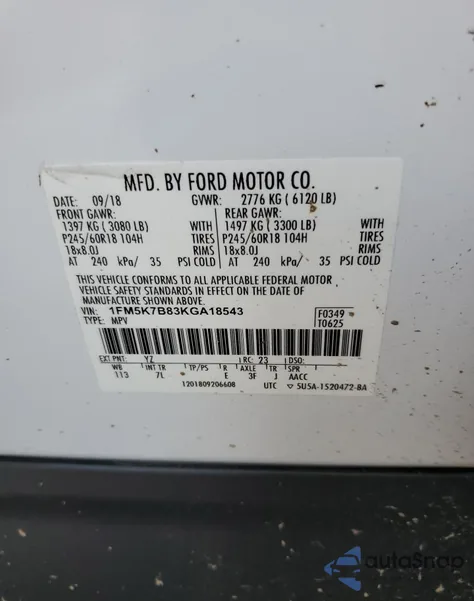 MFD. BY FORD MOTOR CO.
DATE: 09/18 GVWR: 2776 KG ( 6120 LB)
FRONT GAWR: REAR GAWR:
1397 KG ( 3080 LB) WITH 1497 KG ( 3300 LB) WITH
P245/60R18 104H TIRES P245/60R18 104H TIRES
18x8.0J RIMS 18x8.0J RIMS
AT 240 kPa/ 35 PSI COLD AT 240 kPa/ 35 PSI COLD
THIS VEHICLE CONFORMS TO ALL APPLICABLE FEDERAL MOTOR
VEHICLE SAFETY STANDARDS IN EFFECT ON THE DATE OF
MANUFACTURE SHOWN ABOVE.
VIN: 1FM5K7B83KGA18543 F0349
TYPE: MPV T0625
EXT PNT: YZ RC: 23 DSO:
WB INT TR TP/PS R AXLE TR SPR
113 7L E 3F J AACC
1201809206608 UTC 5U5A-1520472-BA
autoSnap